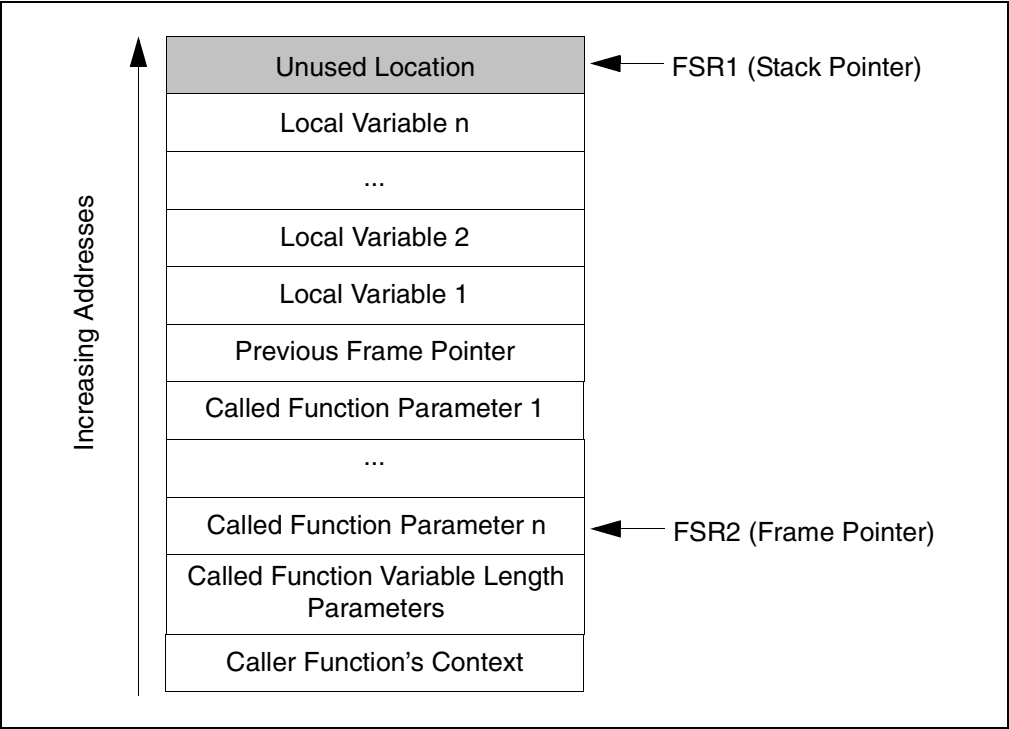 Unused Location
FSR1 (Stack Pointer)
Local Variable n
...
Local Variable 2
Local Variable 1
Previous Frame Pointer
Called Function Parameter 1
...
Called Function Parameter n
FSR2 (Frame Pointer)
Called Function Variable Length
Parameters
Caller Function’s Context
Increasing Addresses